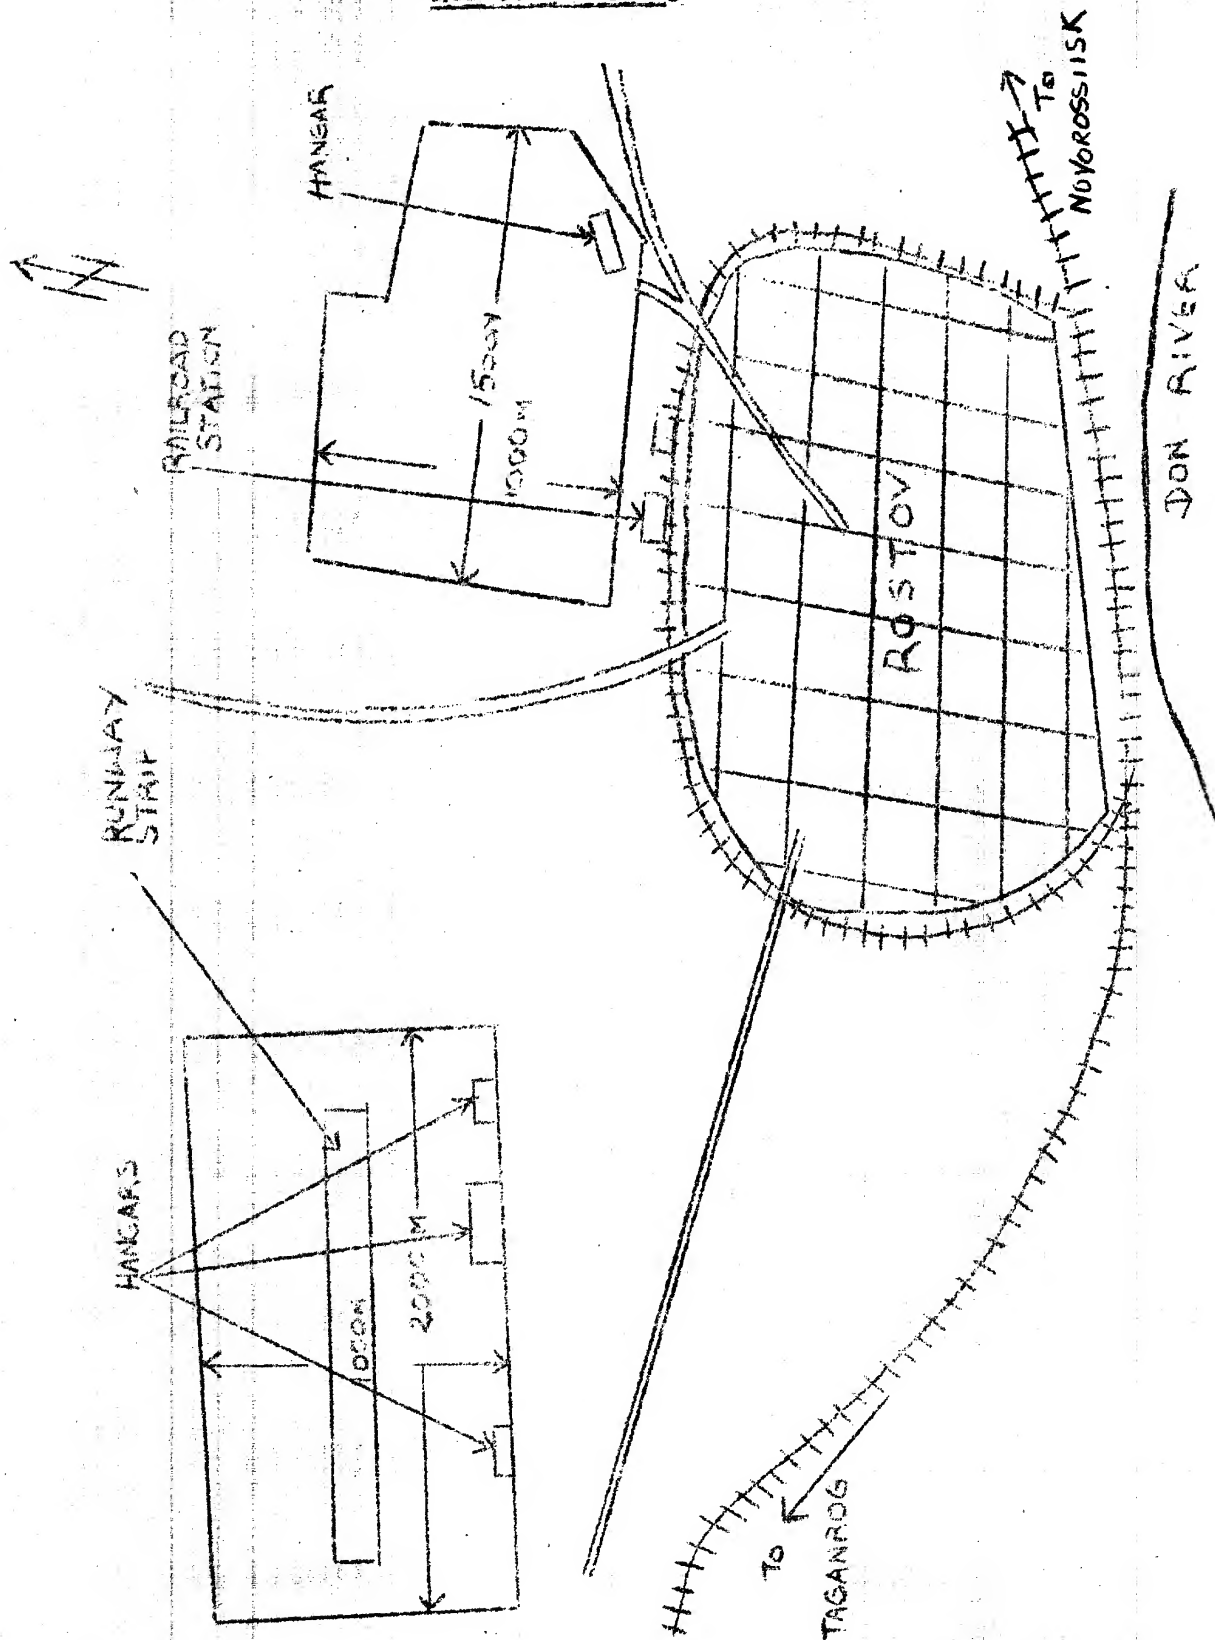 HANGARS
RUNWAY
STRIP
RAILROAD
STATION
HANGAR
1000M
2000M
1500M
1000M
ROSTOV
TO
TAGANROG
To
NOVOROSSIISK
DON RIVER